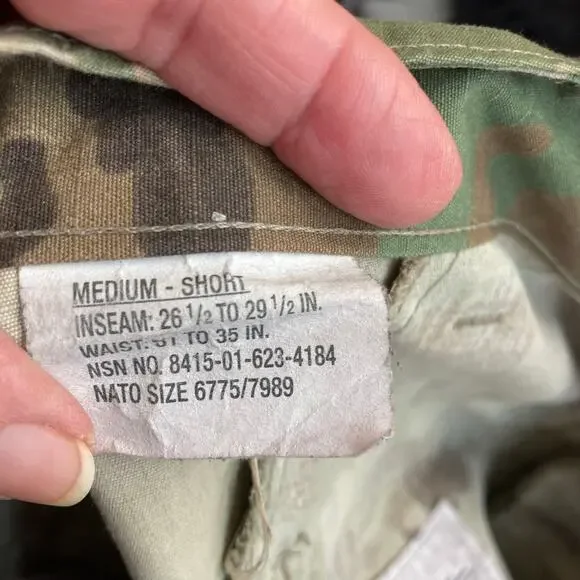 MEDIUM - SHORT
INSEAM: 26 1/2 TO 29 1/2 IN.
WAIST: 31 TO 35 IN.
NSN NO. 8415-01-623-4184
NATO SIZE 6775/7989